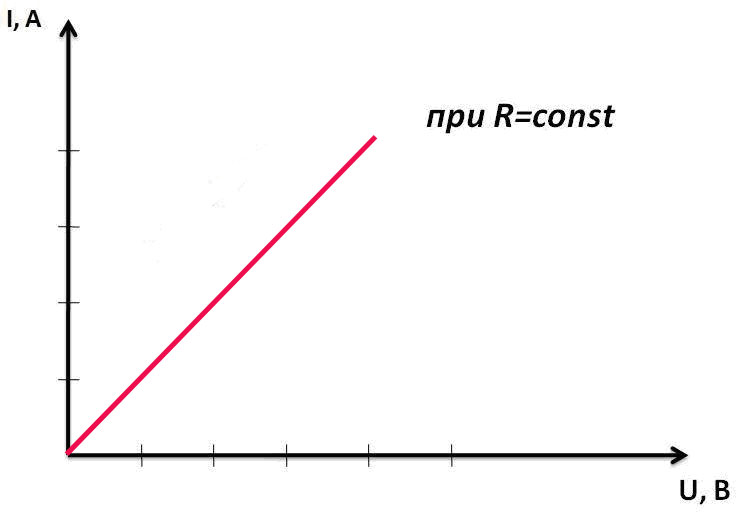 I, А
при R=const
U, В